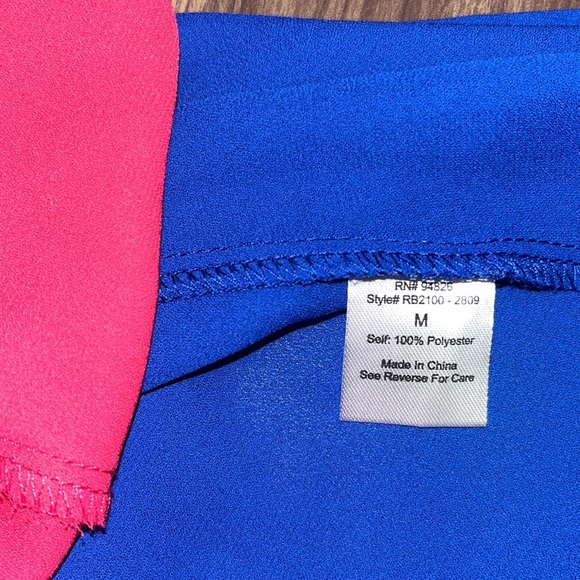 RN# 94826
Style# RB2100 - 2809
M
Self: 100% Polyester
Made in China
See Reverse For Care